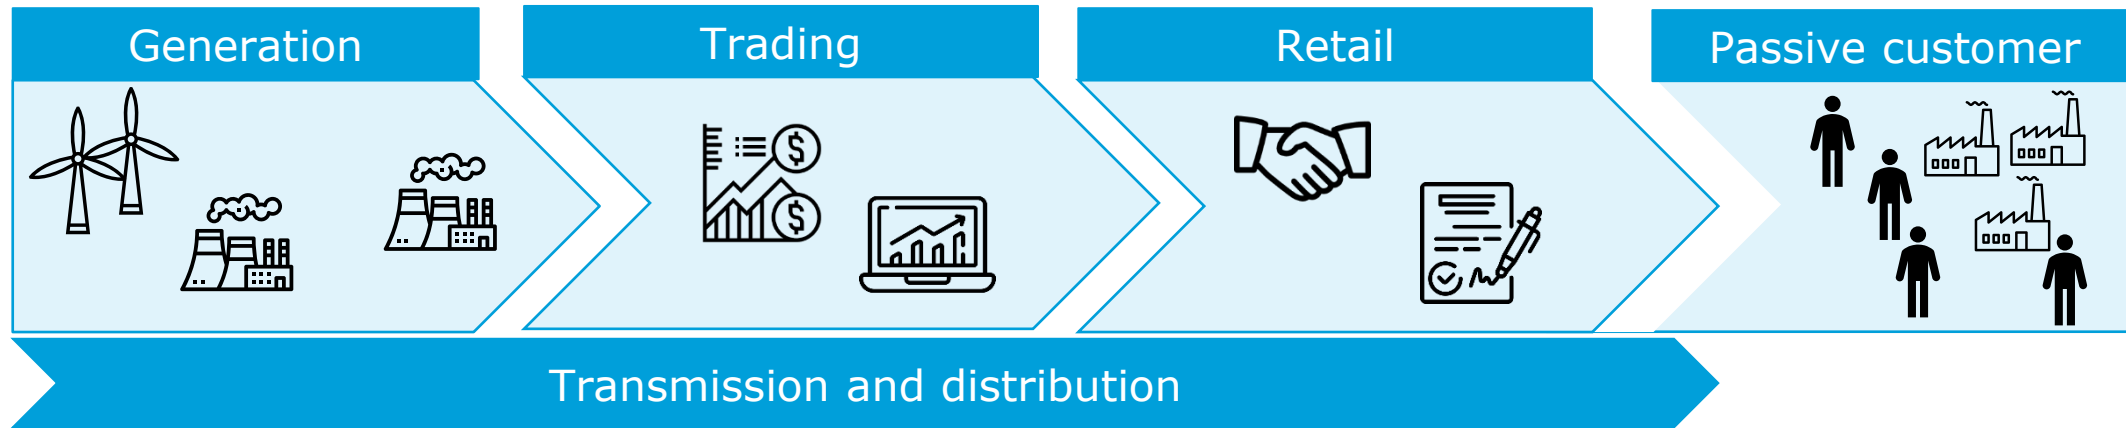 Generation
Trading
Retail
Passive customer
Transmission and distribution